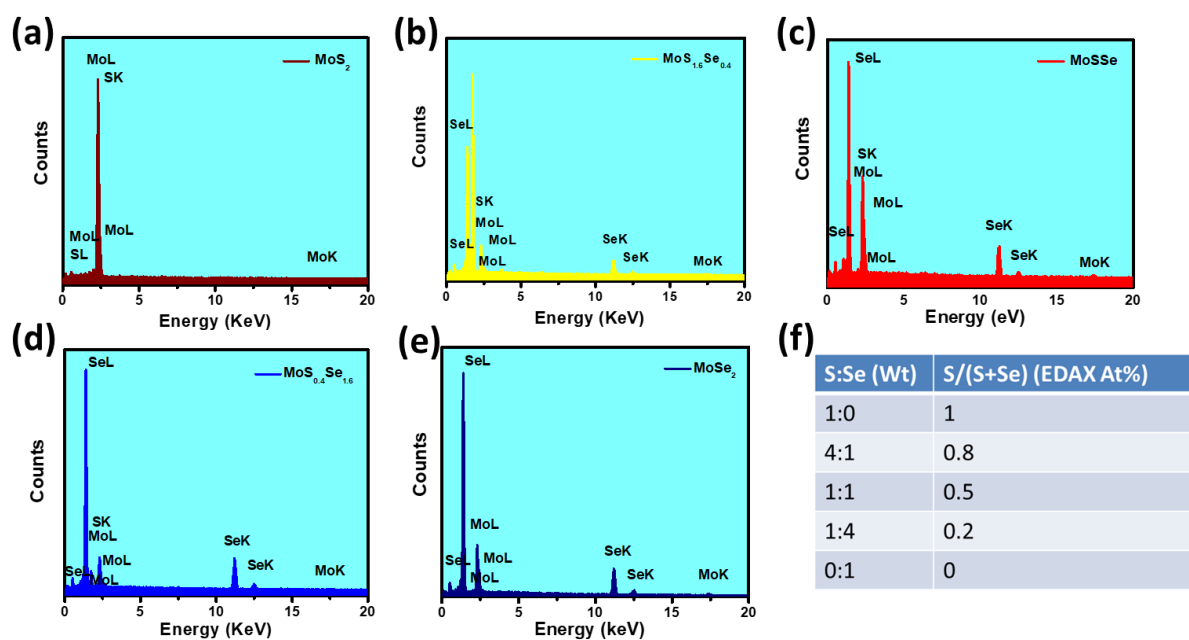 (a)
MoL
SK
MoS2
Counts
MoL
MoL
SL
MoK
0
5
10
15
20
Energy (KeV)
(b)
MoS1.6Se0.4
SeL
Counts
SK
MoL
SeL
MoL
SeK
MoL
SeK
MoK
0
5
10
15
20
Energy (KeV)
(c)
SeL
MoSSe
Counts
SK
MoL
MoL
SeL
SeK
MoL
SeK
MoK
0
5
10
15
20
Energy (eV)
(d)
SeL
MoS0.4Se1.6
Counts
SK
MoL
SeK
MoL
SeL
MoL
SeK
MoK
0
5
10
15
20
Energy (KeV)
(e)
SeL
MoSe2
Counts
MoL
MoL
SeL
SeK
MoL
SeK
MoK
0
5
10
15
20
Energy (keV)
(f)
S:Se (Wt) S/(S+Se) (EDAX At%)
1:0 1
4:1 0.8
1:1 0.5
1:4 0.2
0:1 0